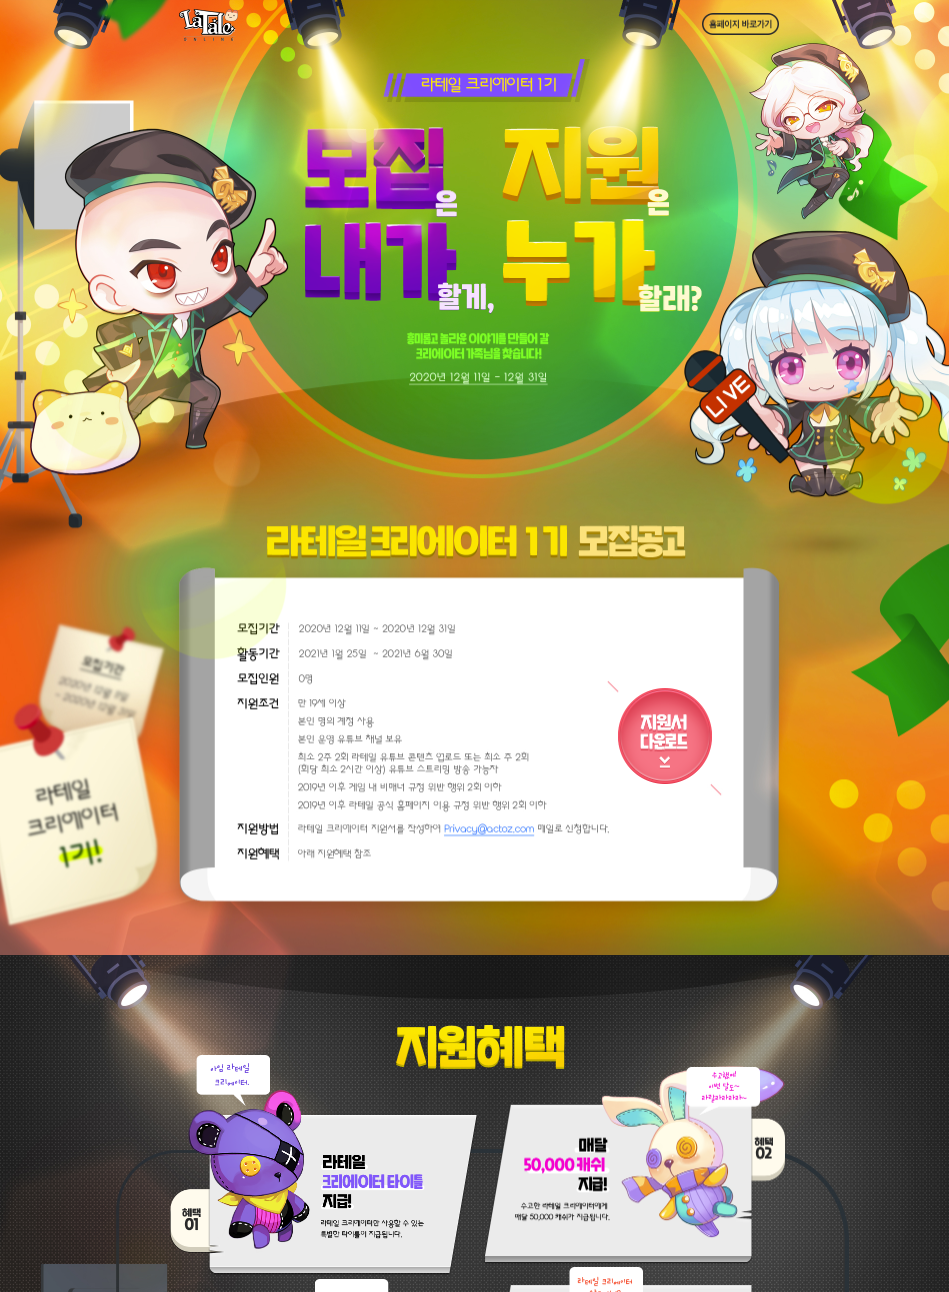 La Tale
ONLINE
홈페이지 바로가기
라테일 크리에이터 1기
모집은 지원은
내가할게, 누가할래?
흥미롭고 놀라운 이야기를 만들어 갈
크리에이터 가족님을 찾습니다!
2020년 12월 11일 - 12월 31일
LIVE
라테일 크리에이터 1기 모집공고
모집기간 2020년 12월 11일 ~ 2020년 12월 31일
활동기간 2021년 1월 25일 ~ 2021년 6월 30일
모집인원 0명
지원조건 만 19세 이상
본인 명의 계정 사용
본인 운영 유튜브 채널 보유
최소 2주 2회 라테일 유튜브 콘텐츠 업로드 또는 최소 주 2회
(회당 최소 2시간 이상) 유튜브 스트리밍 방송 가능자
2019년 이후 게임 내 비매너 규정 위반 행위 2회 이하
2019년 이후 라테일 공식 홈페이지 이용 규정 위반 행위 2회 이하
지원방법 라테일 크리에이터 지원서를 작성하여 Privacy@actoz.com 메일로 신청합니다.
지원혜택 아래 지원혜택 참조
지원서
다운로드
모집기간
라테일
크리에이터
1기!
지원혜택
아임 라테일
크리에이터.
혜택
01
라테일
크리에이터 타이틀
지급!
라테일 크리에이터만 사용할 수 있는
특별한 타이틀이 지급됩니다.
수고했어!
이번 달도~
혜택
02
매달
50,000 캐쉬
지급!
수고한 라테일 크리에이터에게
매달 50,000 캐쉬가 지급됩니다.
라테일 크리에이터